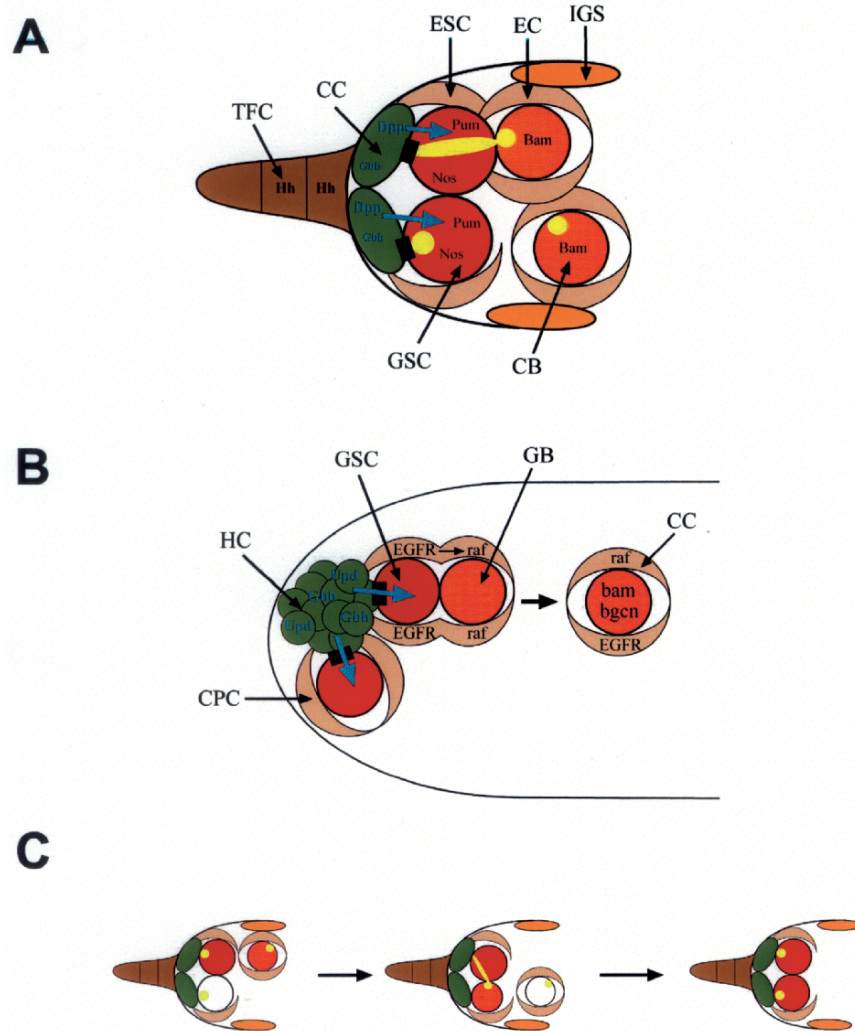 A
ESC
EC
IGS
CC
TFC
Dpp
Pum
Bam
Gbb
Hh
Hh
Nos
Dpp
Pum
Gbb
Nos
Bam
GSC
CB
B
GSC
GB
HC
CC
EGFR
raf
raf
Upd
Gbb
bam
bgcn
Upd
Gbb
EGFR
raf
EGFR
CPC
C